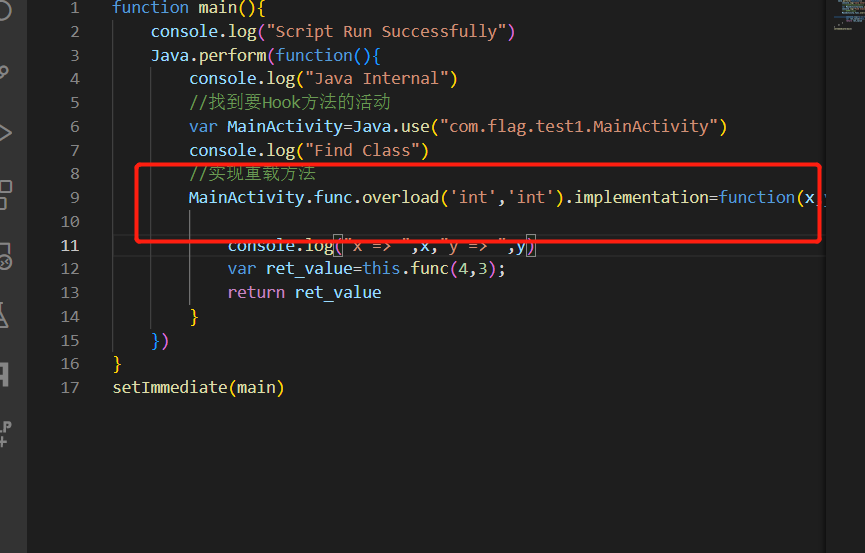 1 function main(){
2 console.log("Script Run Successfully")
3 Java.perform(function(){
4 console.log("Java Internal")
5 //找到要Hook方法的活动
6 var MainActivity=Java.use("com.flag.test1.MainActivity")
7 console.log("Find Class")
8 //实现重载方法
9 MainActivity.func.overload('int','int').implementation=function(x,y
10
11 console.log("x => ",x,"y => ",y)
12 var ret_value=this.func(4,3);
13 return ret_value
14 }
15 })
16 }
17 setImmediate(main)